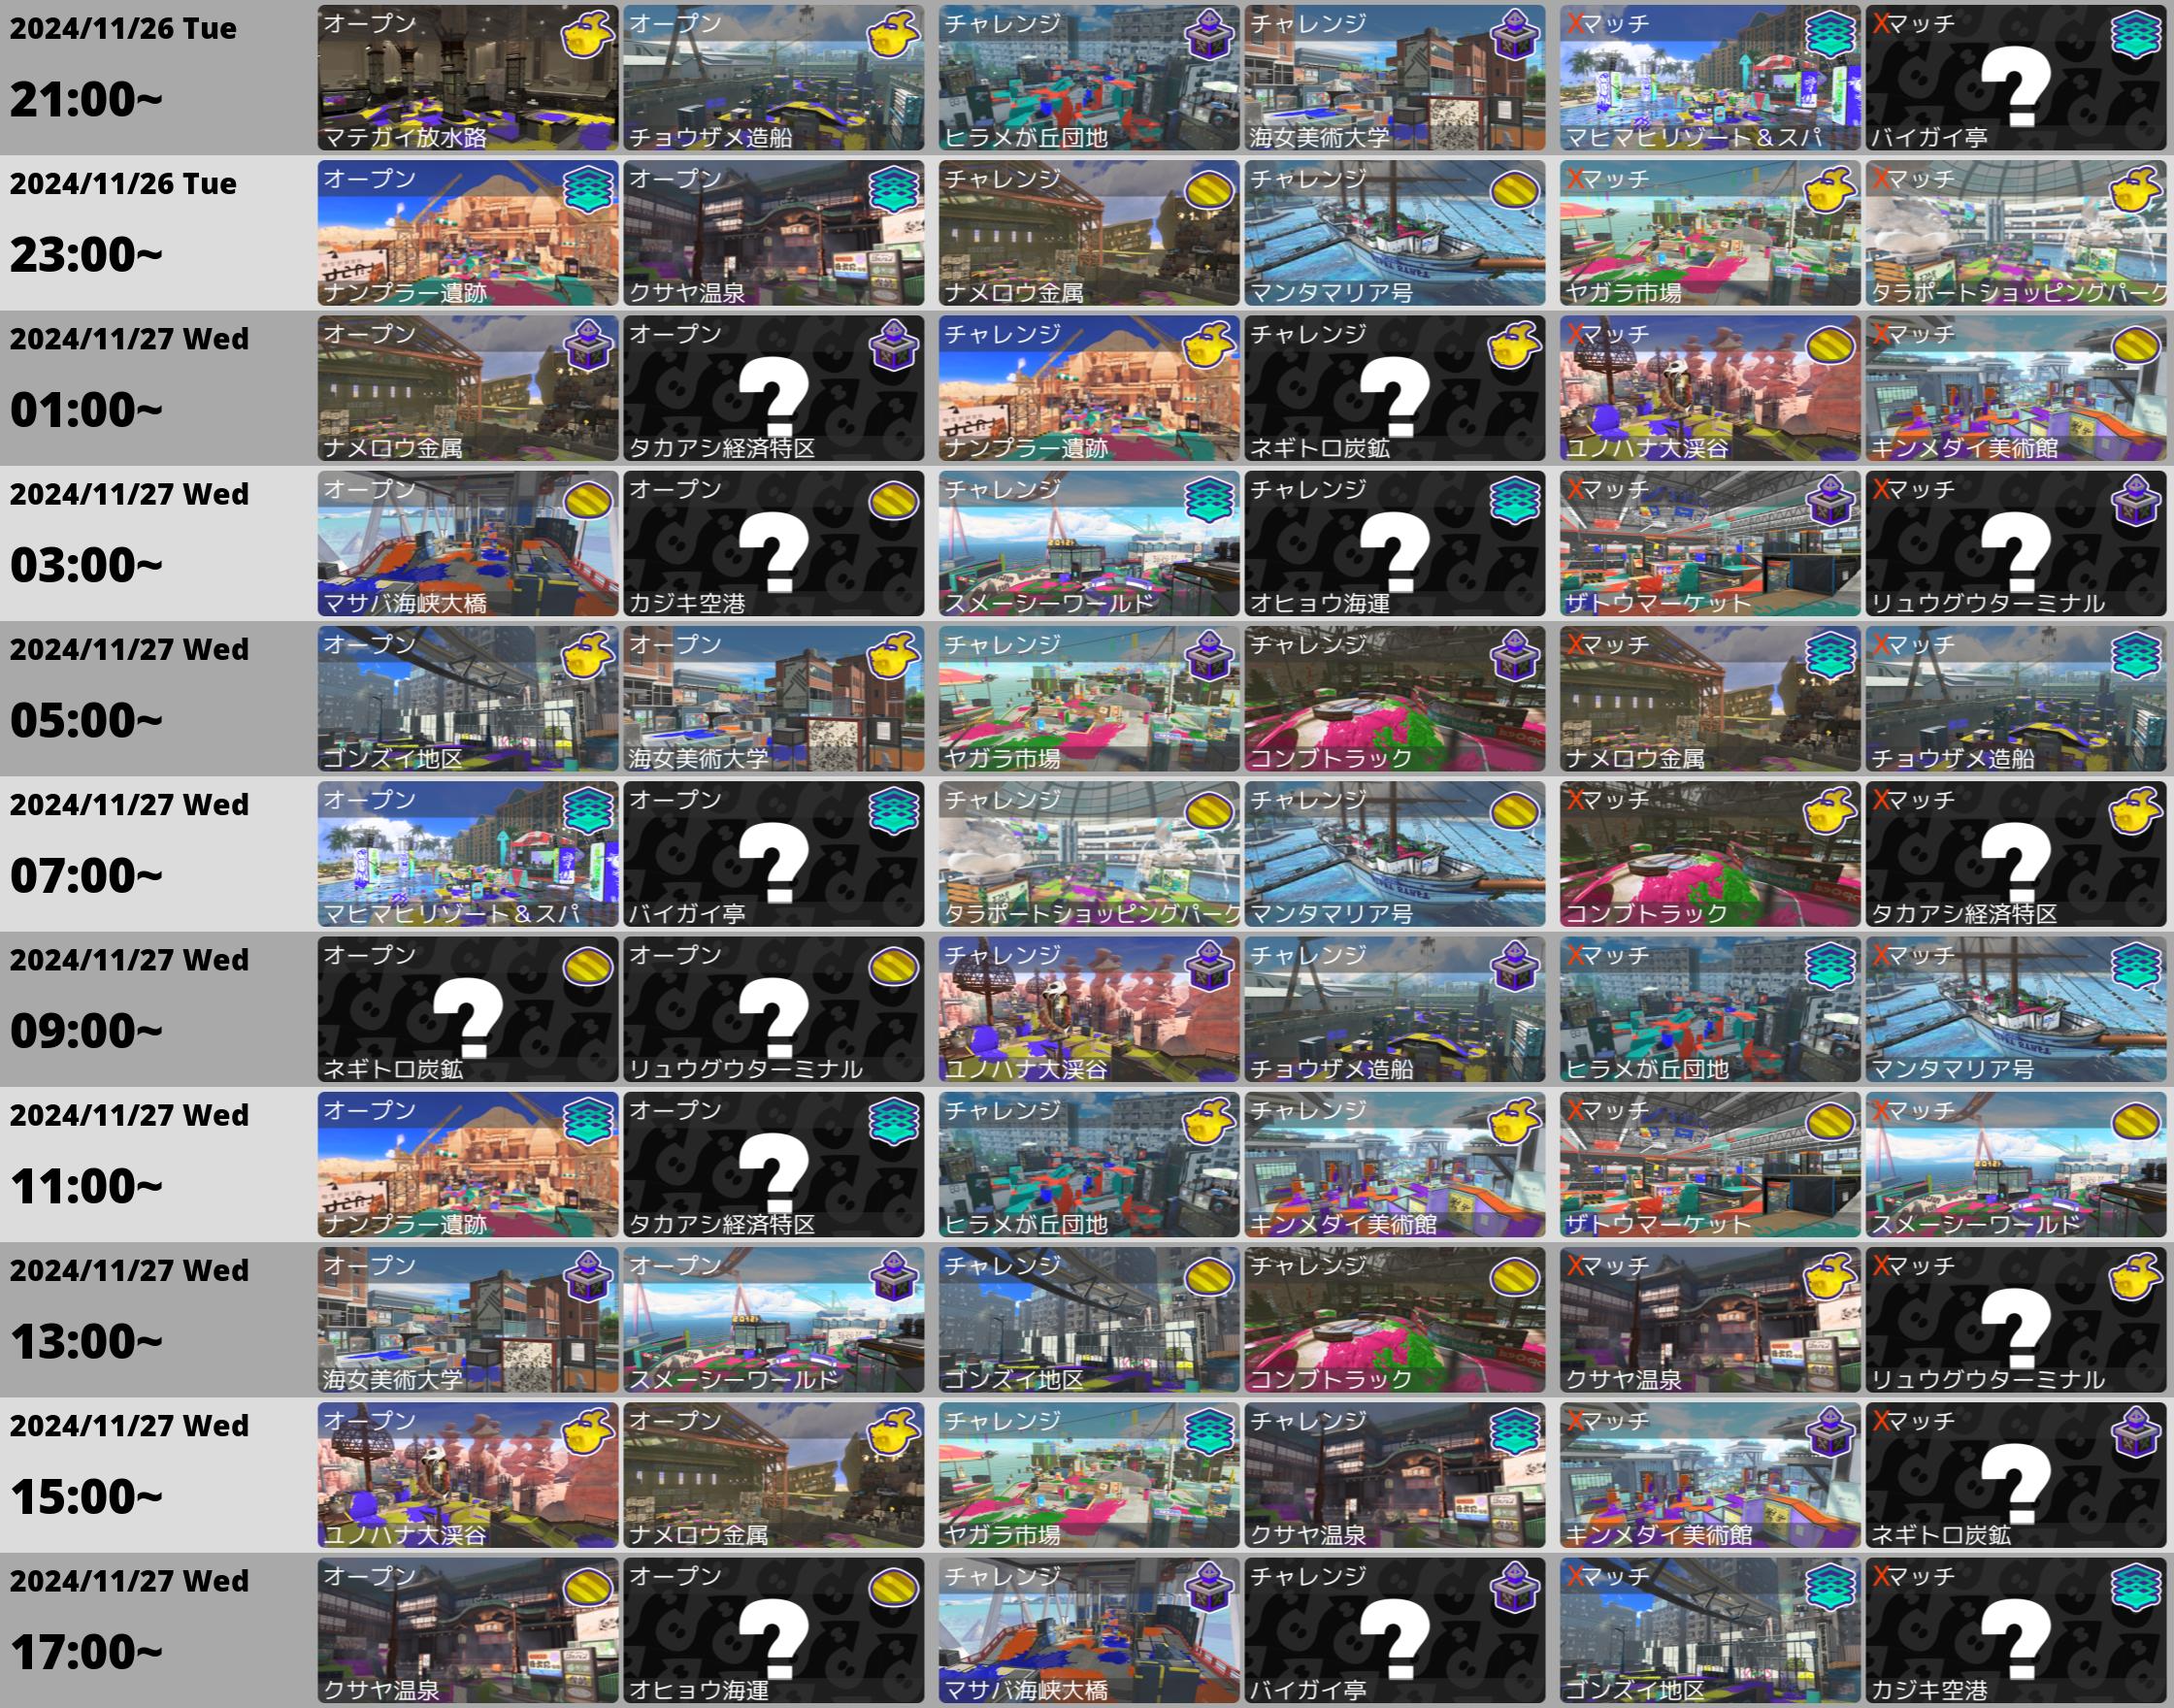 2024/11/26 Tue
21:00~
オープン オープン チャレンジ チャレンジ Xマッチ Xマッチ
マテガイ放水路 チョウザメ造船 ヒラメが丘団地 海女美術大学 マヒマヒリゾート＆スパ バイガイ亭
2024/11/26 Tue
23:00~
オープン オープン チャレンジ チャレンジ Xマッチ Xマッチ
ナンプラー遺跡 クサヤ温泉 ナメロウ金属 マンタマリア号 ヤガラ市場 タラポートショッピングパーク
2024/11/27 Wed
01:00~
オープン オープン チャレンジ チャレンジ Xマッチ Xマッチ
ナメロウ金属 タカアシ経済特区 ナンプラー遺跡 ネギトロ炭鉱 ユノハナ大渓谷 キンメダイ美術館
2024/11/27 Wed
03:00~
オープン オープン チャレンジ チャレンジ Xマッチ Xマッチ
マサバ海峡大橋 カジキ空港 スメーシーワールド オヒョウ海運 ザトウマーケット リュウグウターミナル
2024/11/27 Wed
05:00~
オープン オープン チャレンジ チャレンジ Xマッチ Xマッチ
ゴンズイ地区 海女美術大学 ヤガラ市場 コンブトラック ナメロウ金属 チョウザメ造船
2024/11/27 Wed
07:00~
オープン オープン チャレンジ チャレンジ Xマッチ Xマッチ
マヒマヒリゾート＆スパ バイガイ亭 タラポートショッピングパーク マンタマリア号 コンブトラック タカアシ経済特区
2024/11/27 Wed
09:00~
オープン オープン チャレンジ チャレンジ Xマッチ Xマッチ
ネギトロ炭鉱 リュウグウターミナル ユノハナ大渓谷 チョウザメ造船 ヒラメが丘団地 マンタマリア号
2024/11/27 Wed
11:00~
オープン オープン チャレンジ チャレンジ Xマッチ Xマッチ
ナンプラー遺跡 タカアシ経済特区 ヒラメが丘団地 キンメダイ美術館 ザトウマーケット スメーシーワールド
2024/11/27 Wed
13:00~
オープン オープン チャレンジ チャレンジ Xマッチ Xマッチ
海女美術大学 スメーシーワールド ゴンズイ地区 コンブトラック クサヤ温泉 リュウグウターミナル
2024/11/27 Wed
15:00~
オープン オープン チャレンジ チャレンジ Xマッチ Xマッチ
ユノハナ大渓谷 ナメロウ金属 ヤガラ市場 クサヤ温泉 キンメダイ美術館 ネギトロ炭鉱
2024/11/27 Wed
17:00~
オープン オープン チャレンジ チャレンジ Xマッチ Xマッチ
クサヤ温泉 オヒョウ海運 マサバ海峡大橋 バイガイ亭 ゴンズイ地区 カジキ空港